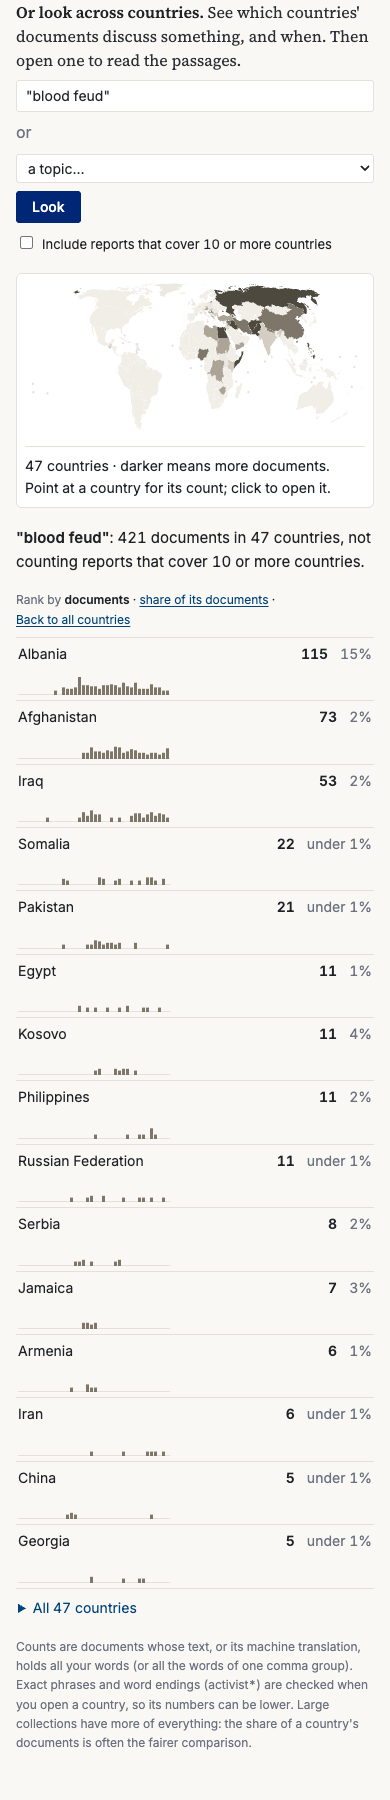 Or look across countries. See which countries'
documents discuss something, and when. Then
open one to read the passages.
"blood feud"
or
a topic...
Look
Include reports that cover 10 or more countries
47 countries · darker means more documents.
Point at a country for its count; click to open it.
"blood feud": 421 documents in 47 countries, not
counting reports that cover 10 or more countries.
Rank by documents · share of its documents ·
Back to all countries
Albania 115 15%
Afghanistan 73 2%
Iraq 53 2%
Somalia 22 under 1%
Pakistan 21 under 1%
Egypt 11 1%
Kosovo 11 4%
Philippines 11 2%
Russian Federation 11 under 1%
Serbia 8 2%
Jamaica 7 3%
Armenia 6 1%
Iran 6 under 1%
China 5 under 1%
Georgia 5 under 1%
▶ All 47 countries
Counts are documents whose text, or its machine translation,
holds all your words (or all the words of one comma group).
Exact phrases and word endings (activist*) are checked when
you open a country, so its numbers can be lower. Large
collections have more of everything: the share of a country's
documents is often the fairer comparison.